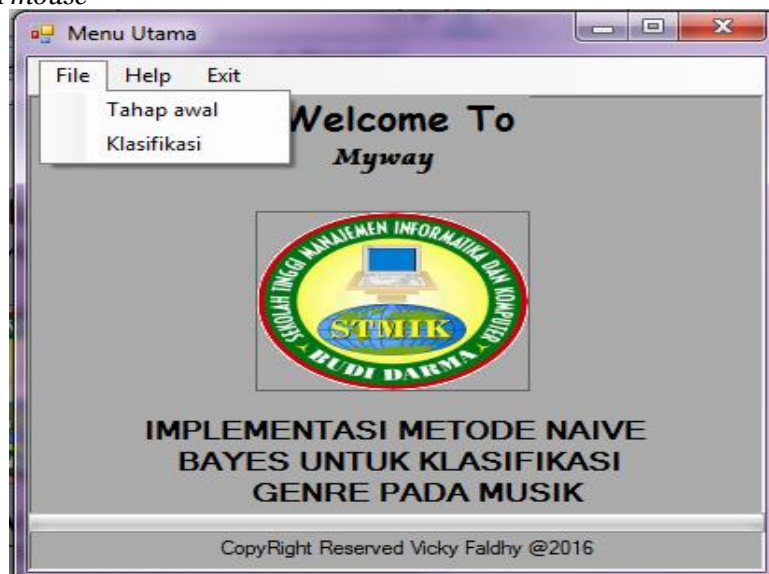 mouse
Menu Utama
File Help Exit
Tahap awal
Klasifikasi
Welcome To
Myway
SEKOLAH TINGGI MANAJEMEN INFORMATIKA DAN KOMPUTER
STMIK
BUDI DARMA
IMPLEMENTASI METODE NAIVE
BAYES UNTUK KLASIFIKASI
GENRE PADA MUSIK
CopyRight Reserved Vicky Faldhy @2016